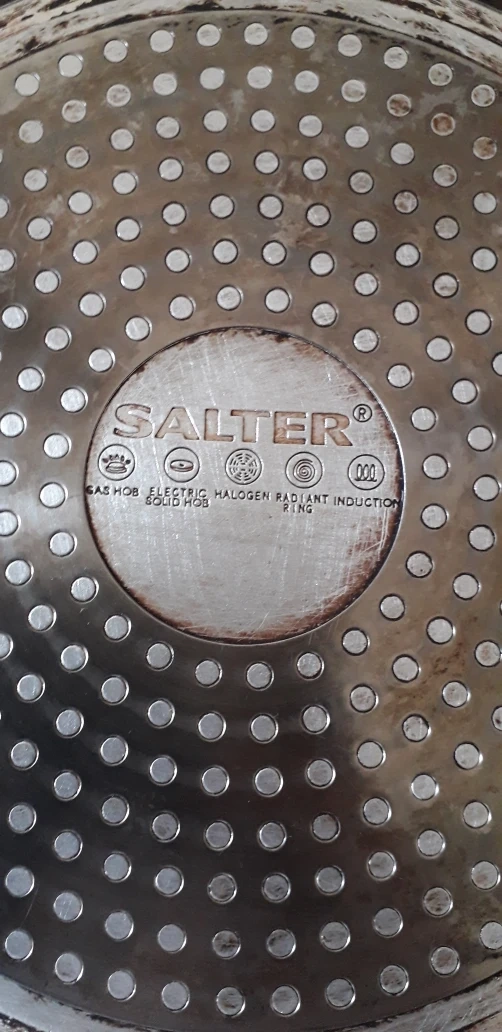 SALTER®
GAS HOB ELECTRIC SOLID HOB HALOGEN RADIANT RING INDUCTION